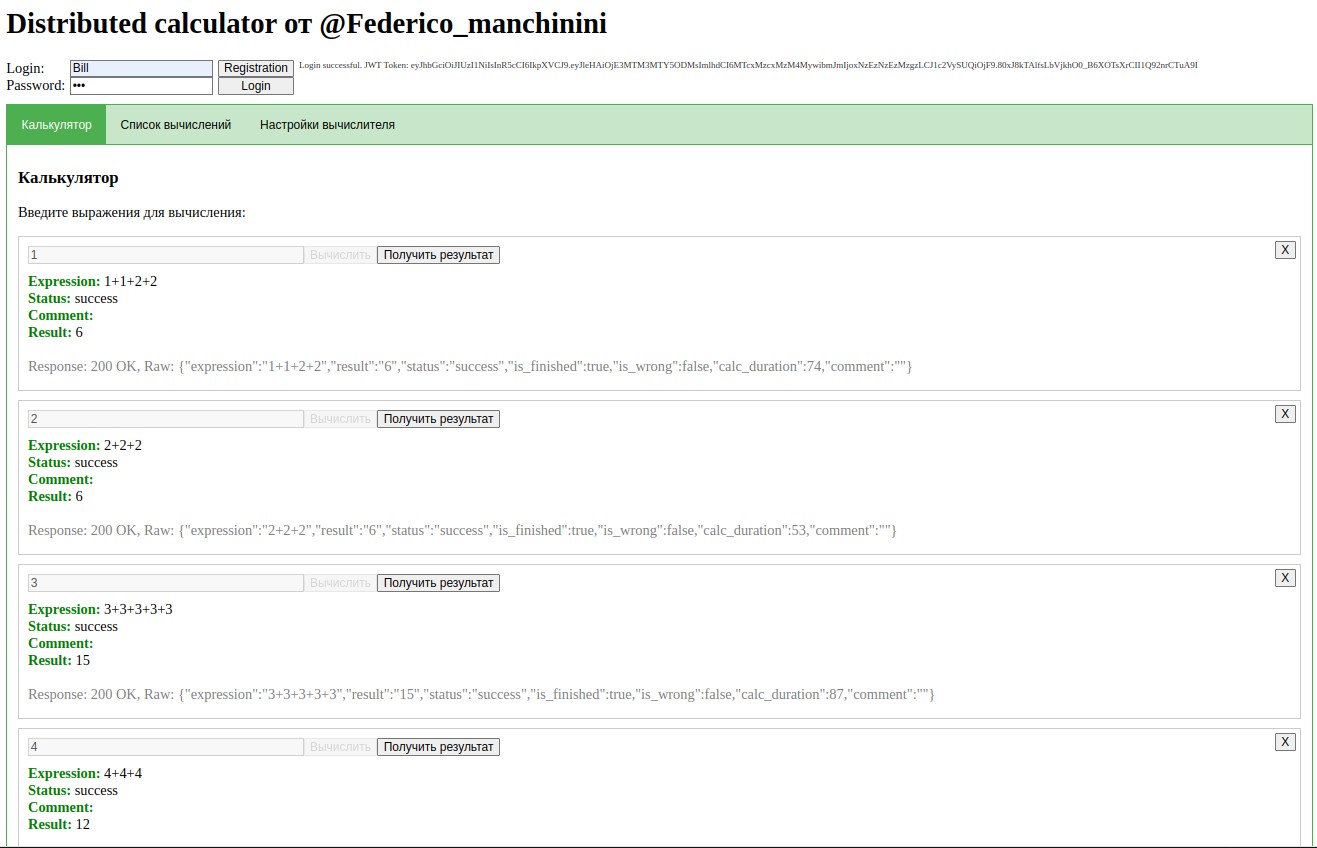 Distributed calculator от @Federico_manchinini
Login: Bill Registration Login successful. JWT Token: eyJhbGciOiJIUzI1NiIsInR5cCI6IkpXVCJ9.eyJleHAiOjE3MTM3MTY5ODMsImlhdCI6MTcxMzcxMzM4MywibmJmIjoxNzEzNzEzMzgzLCJ1c2VySUQiOjF9.80xJ8kTAlfsLbVjkhO0_B6XOTsXrCII1Q92nrCTuA9I
Password: ••• Login
Калькулятор Список вычислений Настройки вычислителя
Калькулятор
Введите выражения для вычисления:
1 Вычислить Получить результат X
Expression: 1+1+2+2
Status: success
Comment:
Result: 6
Response: 200 OK, Raw: {"expression":"1+1+2+2","result":"6","status":"success","is_finished":true,"is_wrong":false,"calc_duration":74,"comment":""}
2 Вычислить Получить результат X
Expression: 2+2+2
Status: success
Comment:
Result: 6
Response: 200 OK, Raw: {"expression":"2+2+2","result":"6","status":"success","is_finished":true,"is_wrong":false,"calc_duration":53,"comment":""}
3 Вычислить Получить результат X
Expression: 3+3+3+3+3
Status: success
Comment:
Result: 15
Response: 200 OK, Raw: {"expression":"3+3+3+3+3","result":"15","status":"success","is_finished":true,"is_wrong":false,"calc_duration":87,"comment":""}
4 Вычислить Получить результат X
Expression: 4+4+4
Status: success
Comment:
Result: 12